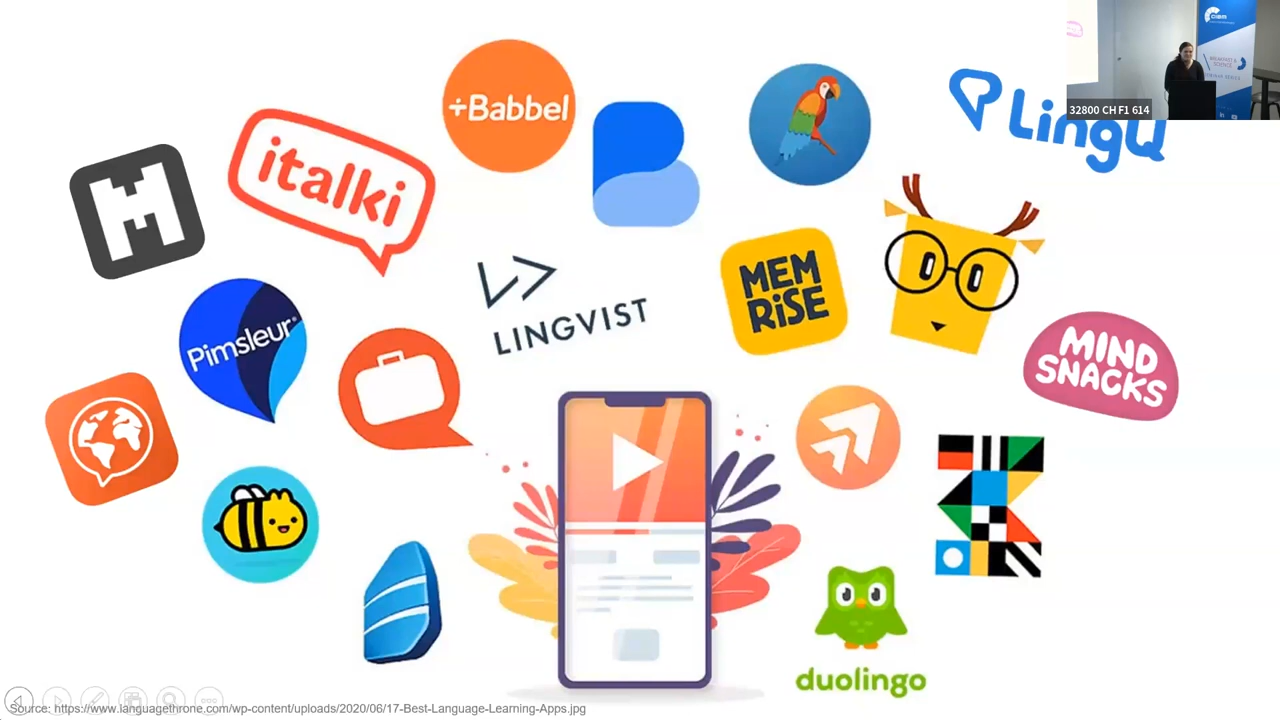 italki
+Babbel
LingQ
32800 CH F1 614
Pimsleur
LINGVIST
MEM
RiSE
MIND
SNACKS
duolingo
Source: https://www.languagethrone.com/wp-content/uploads/2020/06/17-Best-Language-Learning-Apps.jpg